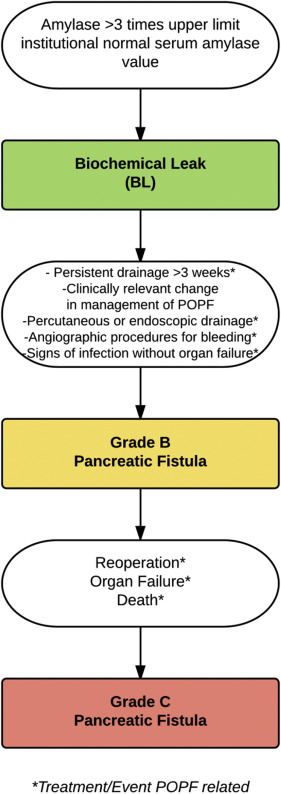 Amylase >3 times upper limit
institutional normal serum amylase
value
Biochemical Leak
(BL)
- Persistent drainage >3 weeks*
-Clinically relevant change
in management of POPF
-Percutaneous or endoscopic drainage*
-Angiographic procedures for bleeding*
-Signs of infection without organ failure*
Grade B
Pancreatic Fistula
Reoperation*
Organ Failure*
Death*
Grade C
Pancreatic Fistula
*Treatment/Event POPF related